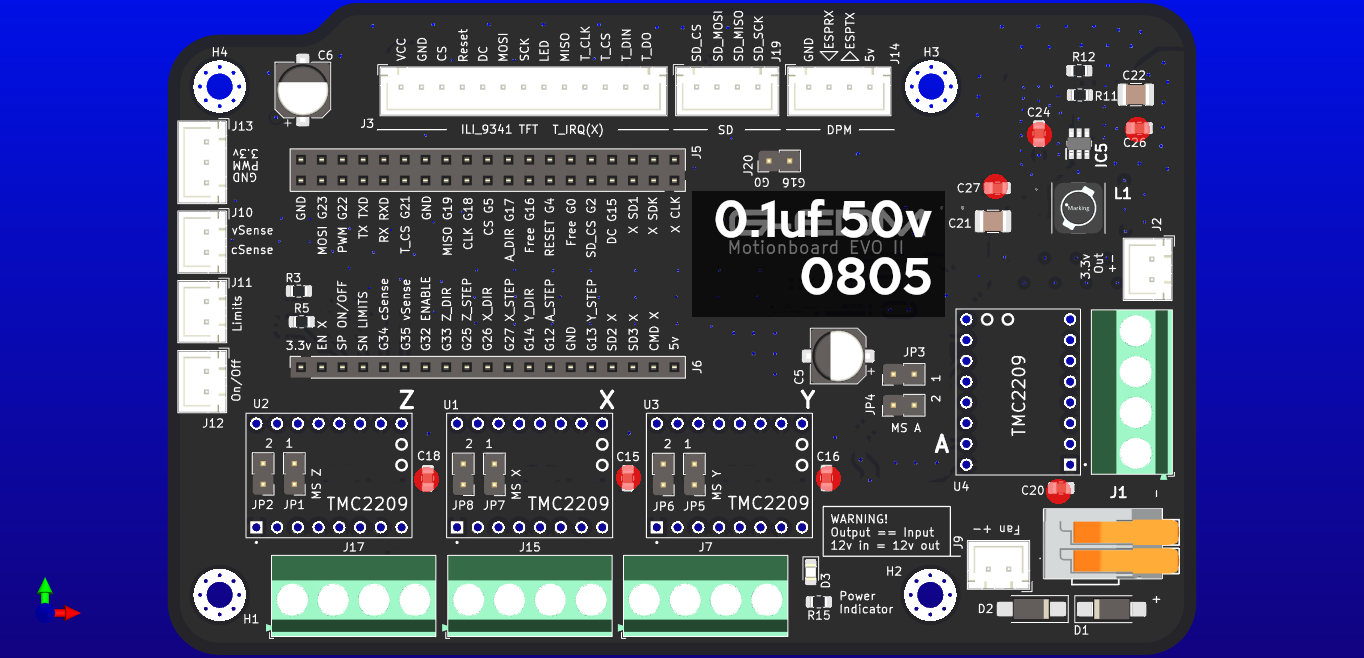 VCC GND CS Reset DC MOSI SCK LED MISO T_CLK T_CS T_DIN T_DO
SD_CS SD_MOSI SD_MISO SD_SCK
GND ESPRX ESPTX 5v
H4 C6 J3 J19 J14 H3
ILI_9341 TFT T_IRQ(X) SD DPM
R12
R11
C22
C24
C26
IC5
J13
3.3v
PWM
GND
J5
J20
G0 G16
C27
C21
L1
Marking
J10
vSense
cSense
GND MOSI G23 PWM G22 TX TXD RX RXD T_CS G21 GND MISO G19 CLK G18 CS G5 A_DIR G17 Free G16 RESET G4 Free G0 SD_CS G2 DC G15 X SD1 X SDK X CLK
0.1uf 50v
Motionboard EVO II
0805
J2
3.3v
Out
+-
J11
Limits
R3
R5
3.3v EN X SP ON/OFF SN LIMITS G34 cSense G35 vSense G32 ENABLE G33 Z_DIR G25 Z_STEP G26 X_DIR G27 X_STEP G14 Y_DIR G12 A_STEP GND G13 Y_STEP SD2 X SD3 X CMD X 5v
J6
J12
On/Off
C5
+
JP3
1
JP4
2
MS A
TMC2209
A
U4
U2 Z
2 1
MS Z
JP2 JP1
TMC2209
C18
U1 X
2 1
MS X
JP8 JP7
TMC2209
C15
U3 Y
2 1
MS Y
JP6 JP5
TMC2209
C16
C20
J1
-
WARNING!
Output == Input
12v in = 12v out
J9
Fan +-
J17 J15 J7
H1
D3
R15
Power
Indicator
H2
D2
D1
+